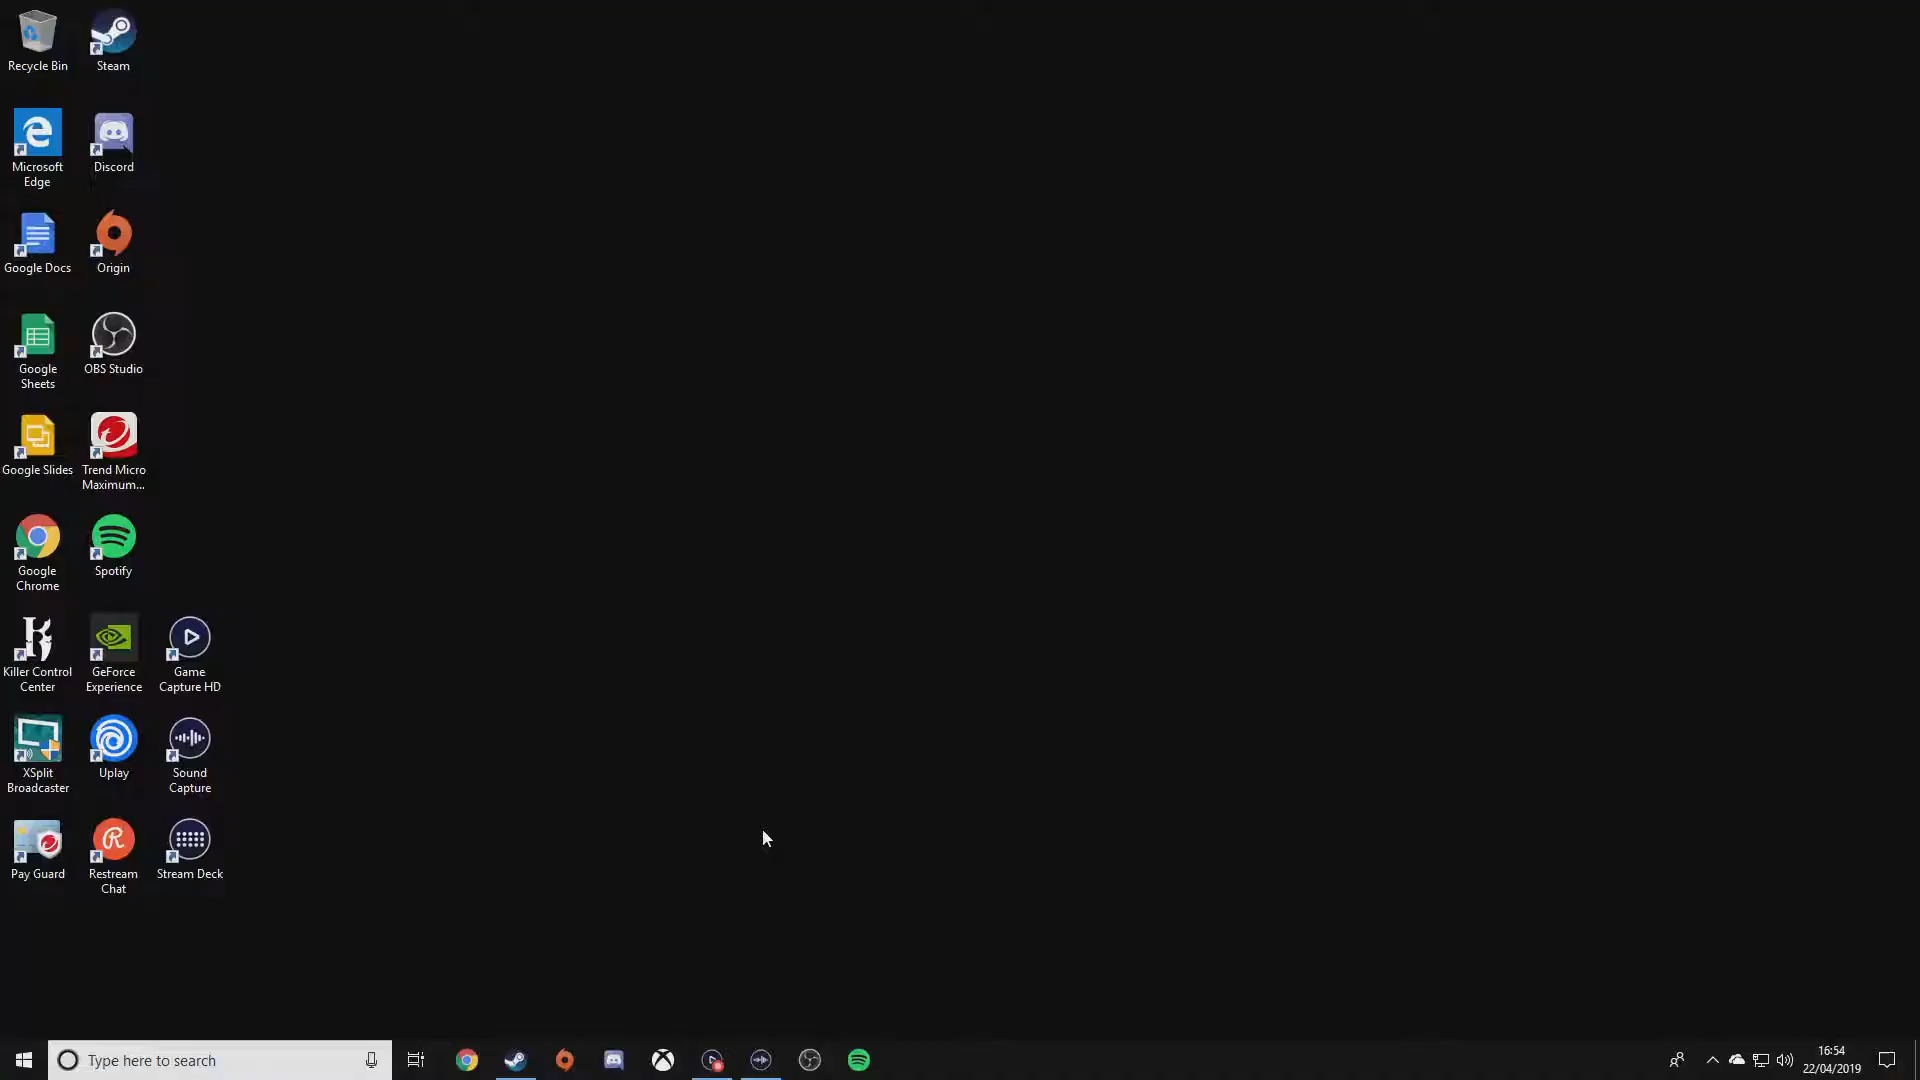 Recycle Bin
Steam
Microsoft
Edge
Discord
Google Docs
Origin
Google
Sheets
OBS Studio
Google Slides
Trend Micro
Maximum...
Google
Chrome
Spotify
Killer Control
Center
GeForce
Experience
Game
Capture HD
XSplit
Broadcaster
Uplay
Sound
Capture
Pay Guard
Restream
Chat
Stream Deck
Type here to search
16:54
22/04/2019